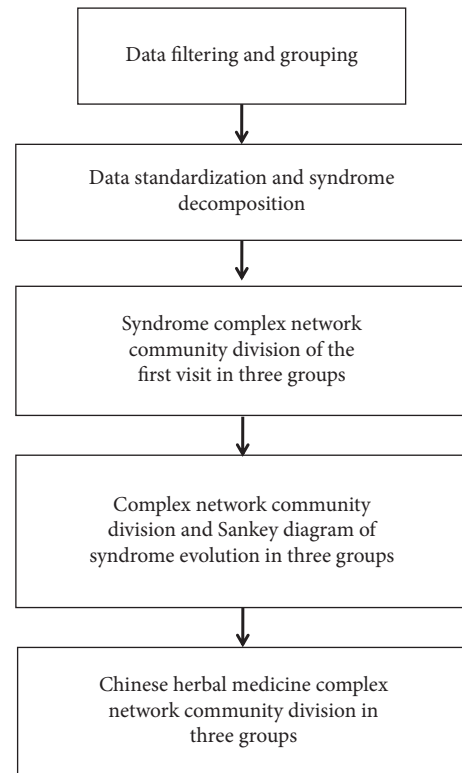 Data filtering and grouping
Data standardization and syndrome
decomposition
Syndrome complex network
community division of the
first visit in three groups
Complex network community
division and Sankey diagram of
syndrome evolution in three groups
Chinese herbal medicine complex
network community division in
three groups